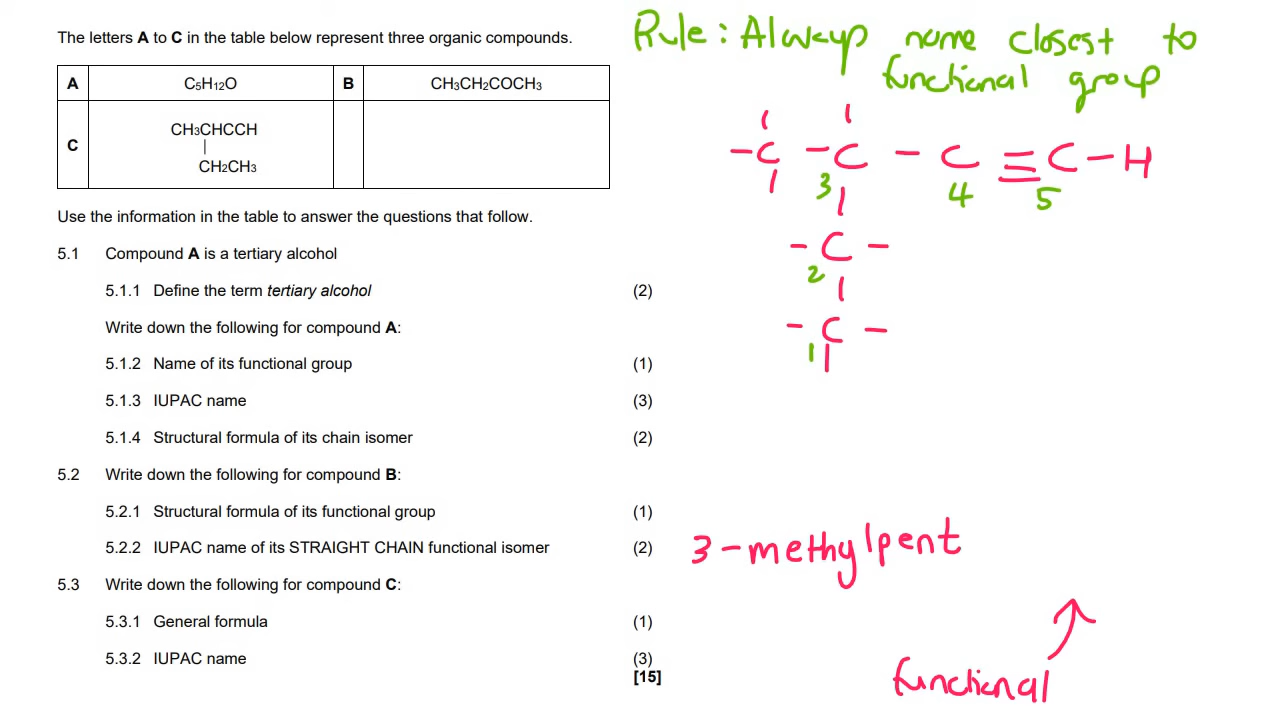 The letters A to C in the table below represent three organic compounds.
A C₅H₁₂O B CH₃CH₂COCH₃
C CH₃CHCCH
|
CH₂CH₃
Use the information in the table to answer the questions that follow.
5.1 Compound A is a tertiary alcohol
5.1.1 Define the term tertiary alcohol (2)
Write down the following for compound A:
5.1.2 Name of its functional group (1)
5.1.3 IUPAC name (3)
5.1.4 Structural formula of its chain isomer (2)
5.2 Write down the following for compound B:
5.2.1 Structural formula of its functional group (1)
5.2.2 IUPAC name of its STRAIGHT CHAIN functional isomer (2)
5.3 Write down the following for compound C:
5.3.1 General formula (1)
5.3.2 IUPAC name (3)
[15]
Rule: Always name closest to
functional group
-C -C - C ≡ C - H
3 4 5
- C -
2
- C -
1
3-methylpent
functional